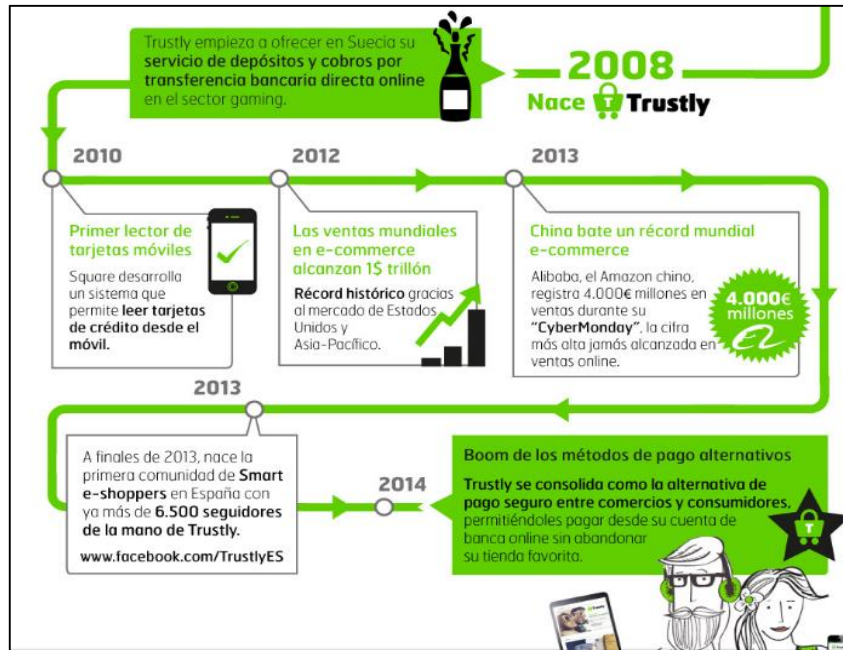 Trustly empieza a ofrecer en Suecia su
servicio de depósitos y cobros por
transferencia bancaria directa online
en el sector gaming.
2008
Nace T Trustly
2010
Primer lector de
tarjetas móviles
Square desarrolla
un sistema que
permite leer tarjetas
de crédito desde el
móvil.
2012
Las ventas mundiales
en e-commerce
alcanzan 1$ trillón
Récord histórico gracias
al mercado de Estados
Unidos y
Asia-Pacífico.
2013
China bate un récord mundial
e-commerce
Alibaba, el Amazon chino,
registra 4.000€ millones en
ventas durante su
"CyberMonday", la cifra
más alta jamás alcanzada en
ventas online.
4.000€
millones
2013
A finales de 2013, nace la
primera comunidad de Smart
e-shoppers en España con
ya más de 6.500 seguidores
de la mano de Trustly.
www.facebook.com/TrustlyES
2014
Boom de los métodos de pago alternativos
Trustly se consolida como la alternativa de
pago seguro entre comercios y consumidores,
permitiéndoles pagar desde su cuenta de
banca online sin abandonar
su tienda favorita.
T
Trustly